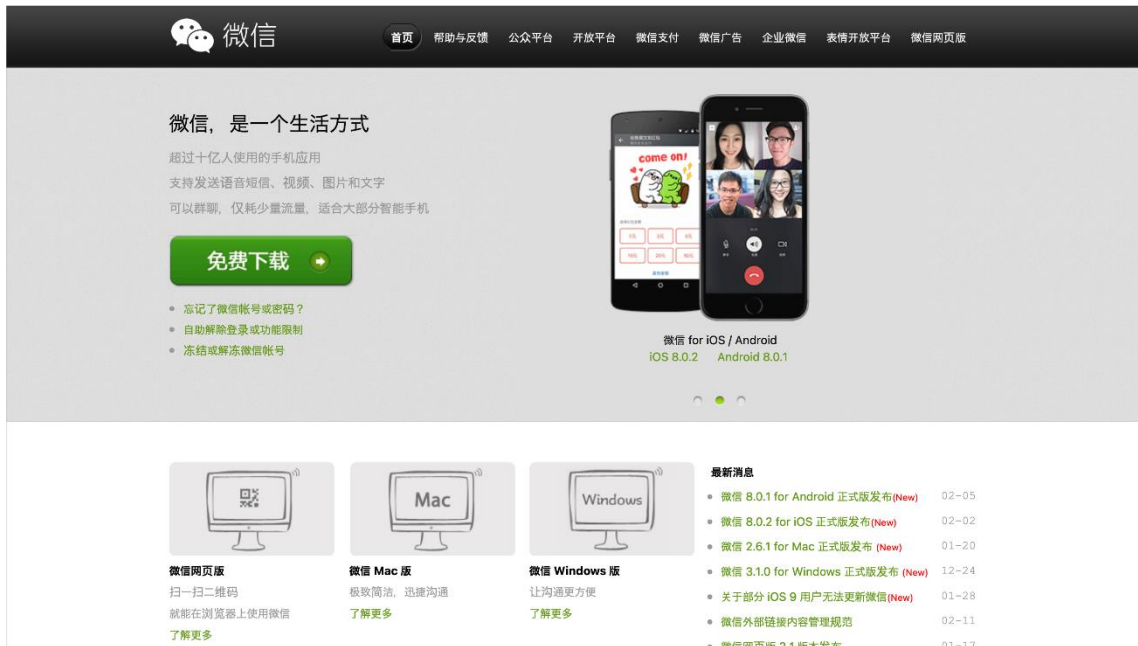 微信
首页 帮助与反馈 公众平台 开放平台 微信支付 微信广告 企业微信 表情开放平台 微信网页版
微信，是一个生活方式
超过十亿人使用的手机应用
支持发送语音短信、视频、图片和文字
可以群聊，仅耗少量流量，适合大部分智能手机
免费下载
忘记了微信帐号或密码？
自助解除登录或功能限制
冻结或解冻微信帐号
come on!
微信 for iOS / Android
iOS 8.0.2 Android 8.0.1
Mac
Windows
微信网页版
扫一扫二维码
就能在浏览器上使用微信
了解更多
微信 Mac 版
极致简洁，迅捷沟通
了解更多
微信 Windows 版
让沟通更方便
了解更多
最新消息
微信 8.0.1 for Android 正式版发布(New) 02-05
微信 8.0.2 for iOS 正式版发布(New) 02-02
微信 2.6.1 for Mac 正式版发布 (New) 01-20
微信 3.1.0 for Windows 正式版发布 (New) 12-24
关于部分 iOS 9 用户无法更新微信(New) 01-28
微信外部链接内容管理规范 02-11
微信网页版 2.1 版本发布 01-17